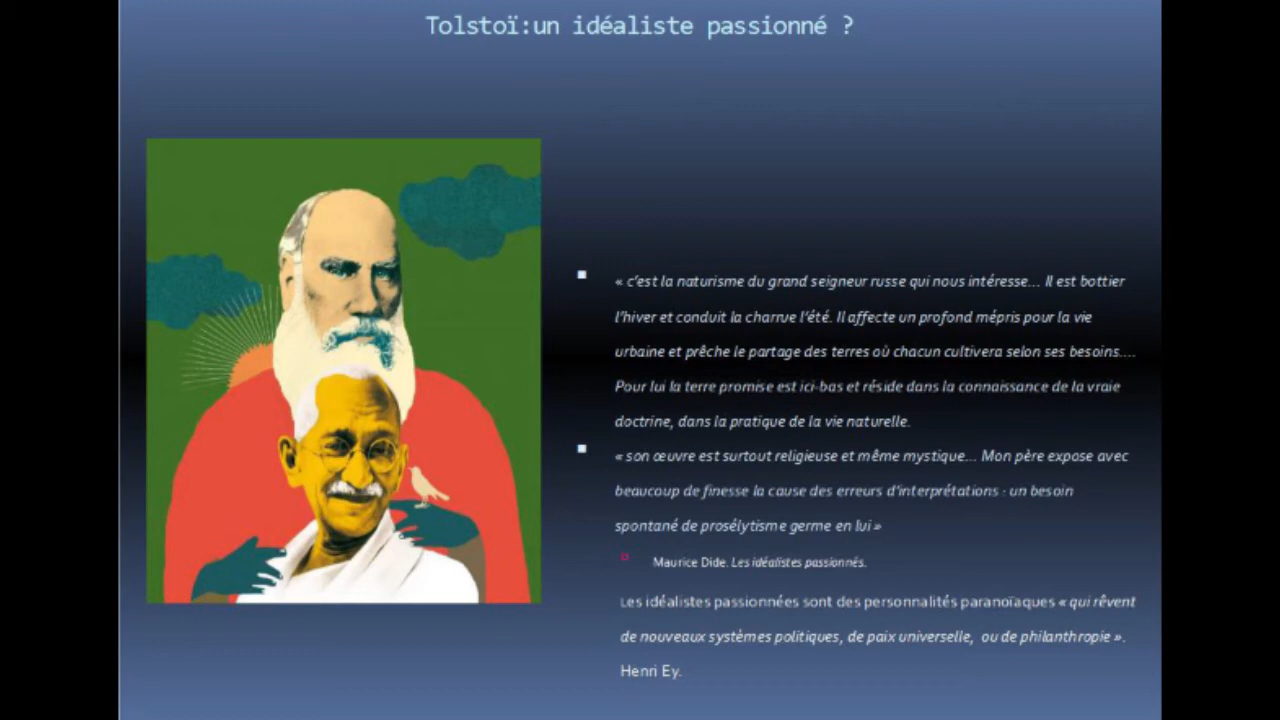 Tolstoï:un idéaliste passionné ?
« c'est la naturisme du grand seigneur russe qui nous intéresse... Il est bottier
l'hiver et conduit la charrue l'été. Il affecte un profond mépris pour la vie
urbaine et prêche le partage des terres où chacun cultivera selon ses besoins....
Pour lui la terre promise est ici-bas et réside dans la connaissance de la vraie
doctrine, dans la pratique de la vie naturelle.
« son œuvre est surtout religieuse et même mystique... Mon père expose avec
beaucoup de finesse la cause des erreurs d'interprétations : un besoin
spontané de prosélytisme germe en lui »
Maurice Dide. Les idéalistes passionnés.
Les idéalistes passionnées sont des personnalités paranoïaques « qui rêvent
de nouveaux systèmes politiques, de paix universelle, ou de philanthropie ».
Henri Ey.